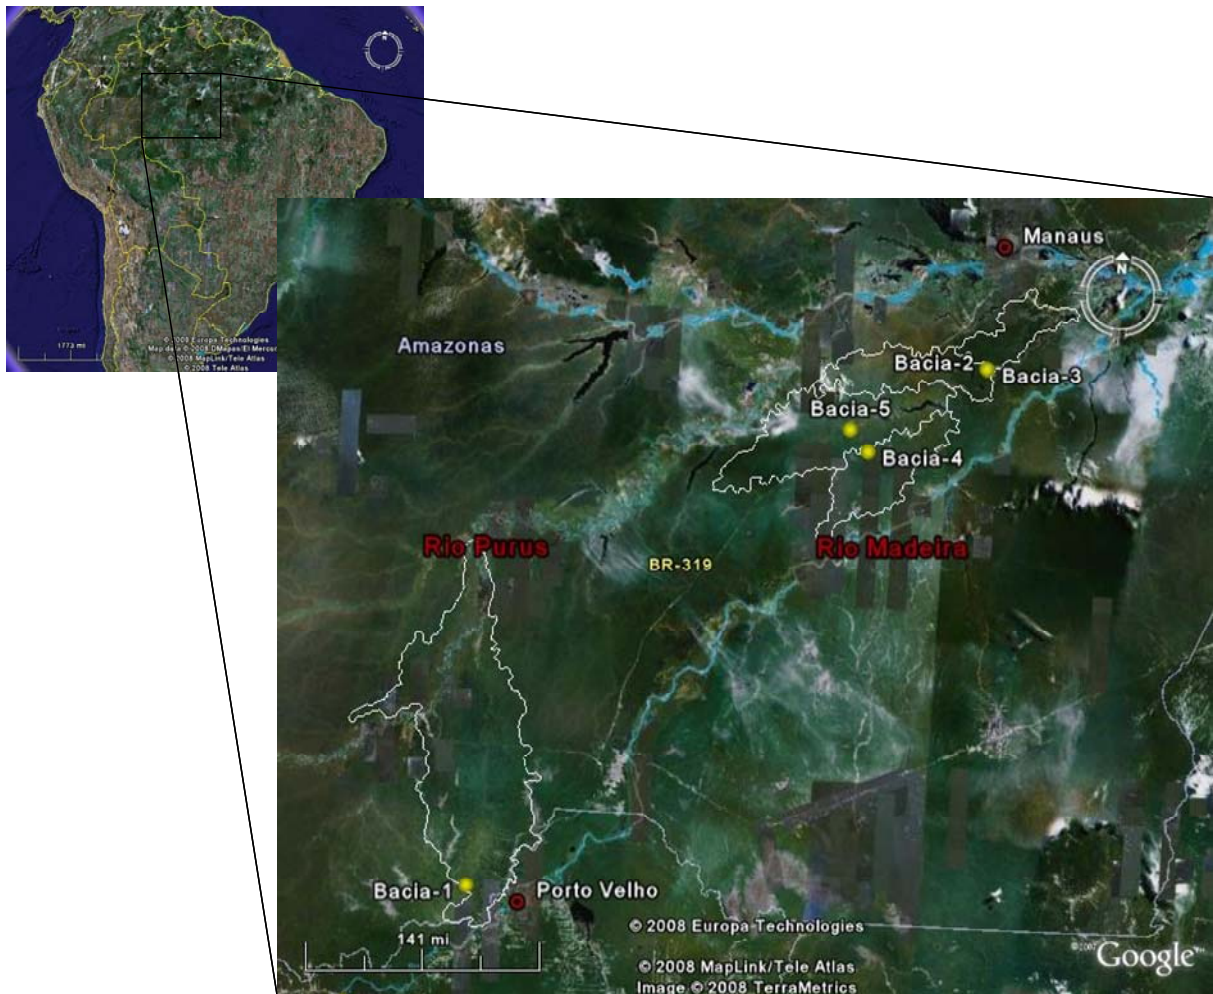 N
1773 mi
© 2008 Europa Technologies
© 2008 MapLink/Tele Atlas
© 2008 Tele Atlas
Manaus
N
Amazonas
Bacia-2
Bacia-3
Bacia-5
Bacia-4
Rio Purus
Rio Madeira
BR-319
Bacia-1
Porto Velho
141 mi
© 2008 Europa Technologies
© 2008 MapLink/Tele Atlas
Image © 2008 TerraMetrics
© 2007 Google™